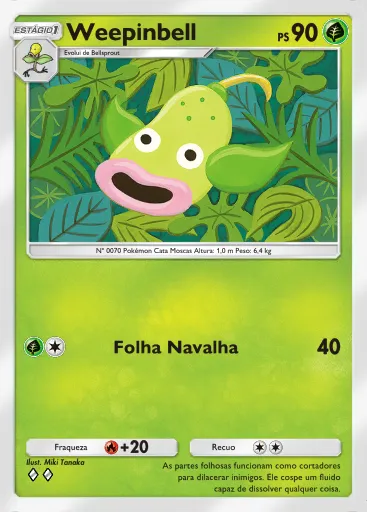 ESTÁGIO 1
Weepinbell
PS 90
Evolui de Bellsprout
N° 0070 Pokémon Cata Moscas Altura: 1,0 m Peso: 6,4 kg
Folha Navalha 40
Fraqueza +20 Recuo
Ilust. Miki Tanaka
As partes folhosas funcionam como cortadores
para dilacerar inimigos. Ele cospe um fluido
capaz de dissolver qualquer coisa.